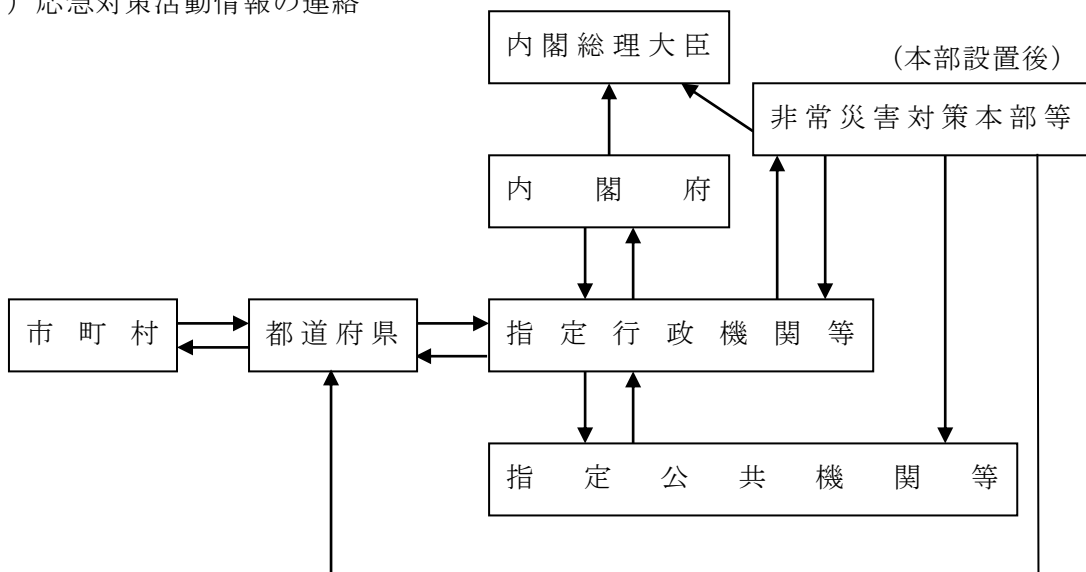 ）応急対策活動情報の連絡
内閣総理大臣
（本部設置後）
非常災害対策本部等
内閣府
市町村
都道府県
指定行政機関等
指定公共機関等